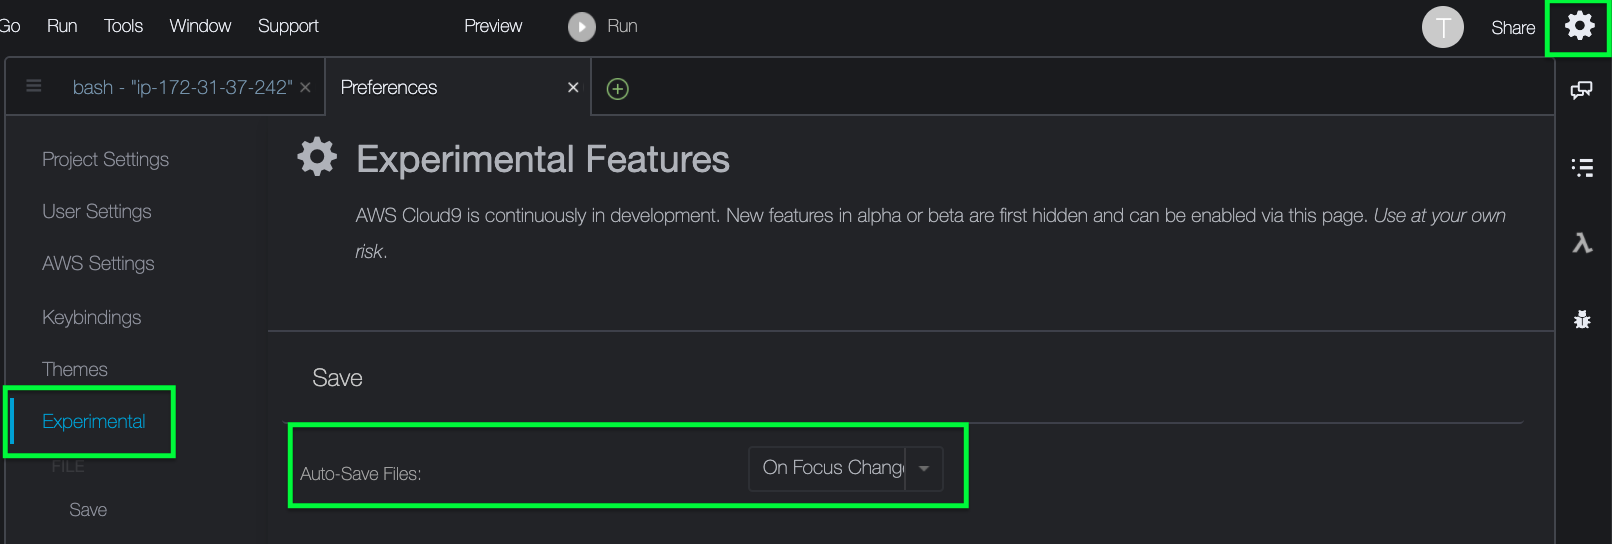 Go Run Tools Window Support Preview Run T Share
bash - "ip-172-31-37-242" Preferences
Project Settings
User Settings
AWS Settings
Keybindings
Themes
Experimental
FILE
Save
Experimental Features
AWS Cloud9 is continuously in development. New features in alpha or beta are first hidden and can be enabled via this page. Use at your own
risk.
Save
Auto-Save Files: On Focus Chang